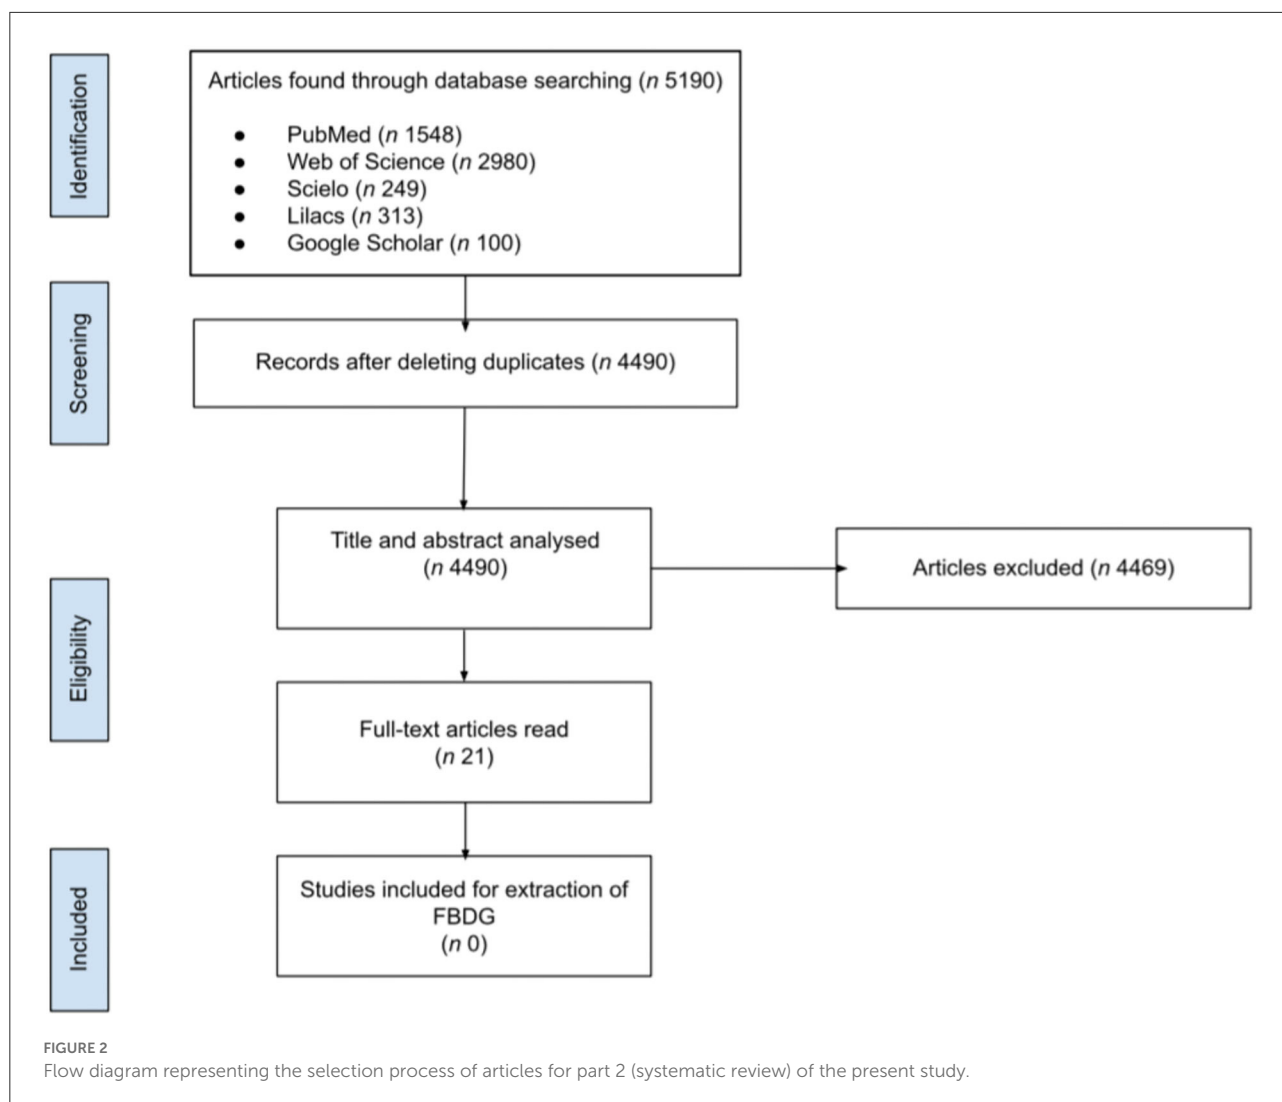 Identification
Articles found through database searching (n 5190)
● PubMed (n 1548)
● Web of Science (n 2980)
● Scielo (n 249)
● Lilacs (n 313)
● Google Scholar (n 100)
Screening
Records after deleting duplicates (n 4490)
Eligibility
Title and abstract analysed
(n 4490)
Articles excluded (n 4469)
Full-text articles read
(n 21)
Included
Studies included for extraction of
FBDG
(n 0)
FIGURE 2
Flow diagram representing the selection process of articles for part 2 (systematic review) of the present study.